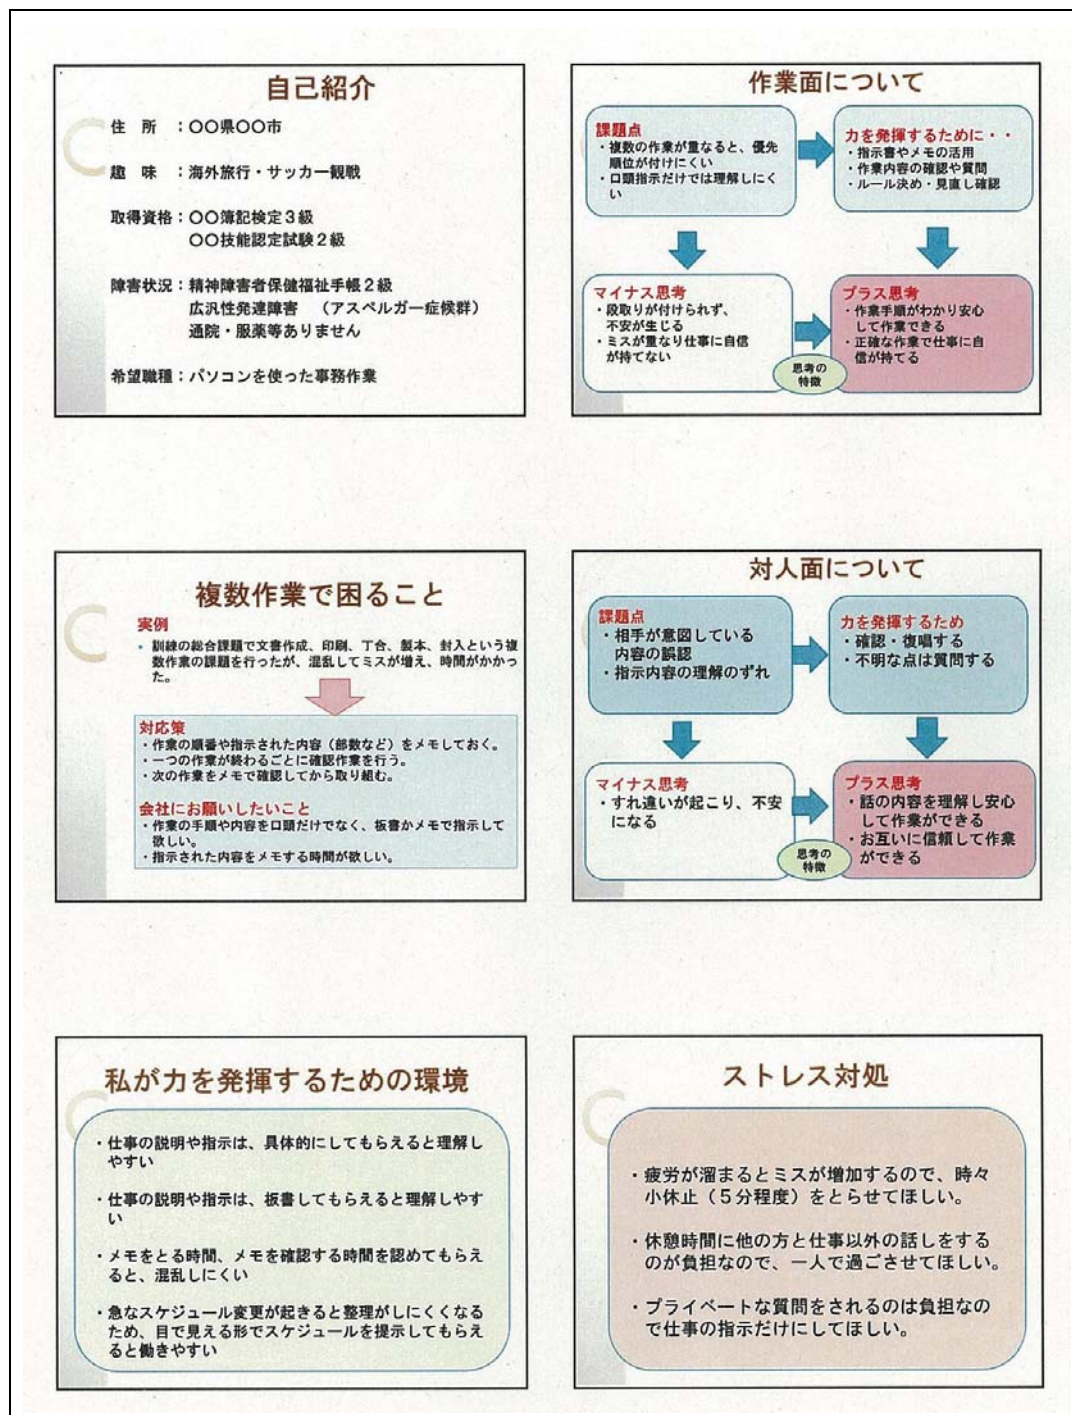 自己紹介
住 所 :〇〇県〇〇市
趣 味 :海外旅行・サッカー観戦
取得資格:〇〇簿記検定3級
〇〇技能認定試験2級
障害状況:精神障害者保健福祉手帳2級
広汎性発達障害 (アスペルガー症候群)
通院・服薬等ありません
希望職種:パソコンを使った事務作業
作業面について
課題点
・複数の作業が重なると、優先
順位が付けにくい
・口頭指示だけでは理解しにく
い
力を発揮するために・・
・指示書やメモの活用
・作業内容の確認や質問
・ルール決め・見直し確認
マイナス思考
・段取りが付けられず、
不安が生じる
・ミスが重なり仕事に自信
が持てない
プラス思考
・作業手順がわかり安心
して作業できる
・正確な作業で仕事に自
信が持てる
思考の
特徴
複数作業で困ること
実例
・訓練の総合課題で文書作成、印刷、丁合、製本、封入という複
数作業の課題を行ったが、混乱してミスが増え、時間がかかっ
た。
対応策
・作業の順番や指示された内容(部数など)をメモしておく。
・一つの作業が終わるごとに確認作業を行う。
・次の作業をメモで確認してから取り組む。
会社にお願いしたいこと
・作業の手順や内容を口頭だけでなく、板書かメモで指示して
欲しい。
・指示された内容をメモする時間が欲しい。
対人面について
課題点
・相手が意図している
内容の誤認
・指示内容の理解のずれ
力を発揮するため
・確認・復唱する
・不明な点は質問する
マイナス思考
・すれ違いが起こり、不安
になる
プラス思考
・話の内容を理解し安心
して作業ができる
・お互いに信頼して作業
ができる
思考の
特徴
私が力を発揮するための環境
・仕事の説明や指示は、具体的にしてもらえると理解し
やすい
・仕事の説明や指示は、板書してもらえると理解しやす
い
・メモをとる時間、メモを確認する時間を認めてもらえ
ると、混乱しにくい
・急なスケジュール変更が起きると整理がしにくくなる
ため、目で見える形でスケジュールを提示してもらえ
ると働きやすい
ストレス対処
・疲労が溜まるとミスが増加するので、時々
小休止(5分程度)をとらせてほしい。
・休憩時間に他の方と仕事以外の話しをする
のが負担なので、一人で過ごさせてほしい。
・プライベートな質問をされるのは負担なの
で仕事の指示だけにしてほしい。